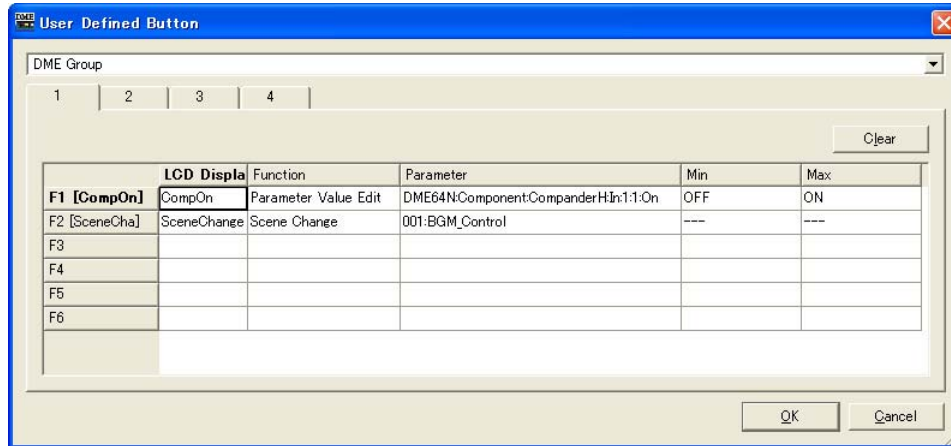 DME
User Defined Button
DME Group
1 2 3 4
Clear
LCD Displa Function Parameter Min Max
F1 [CompOn] CompOn Parameter Value Edit DME64N:Component:CompanderH:In:1:1:On OFF ON
F2 [SceneCha] SceneChange Scene Change 001:BGM_Control --- ---
F3
F4
F5
F6
OK Cancel